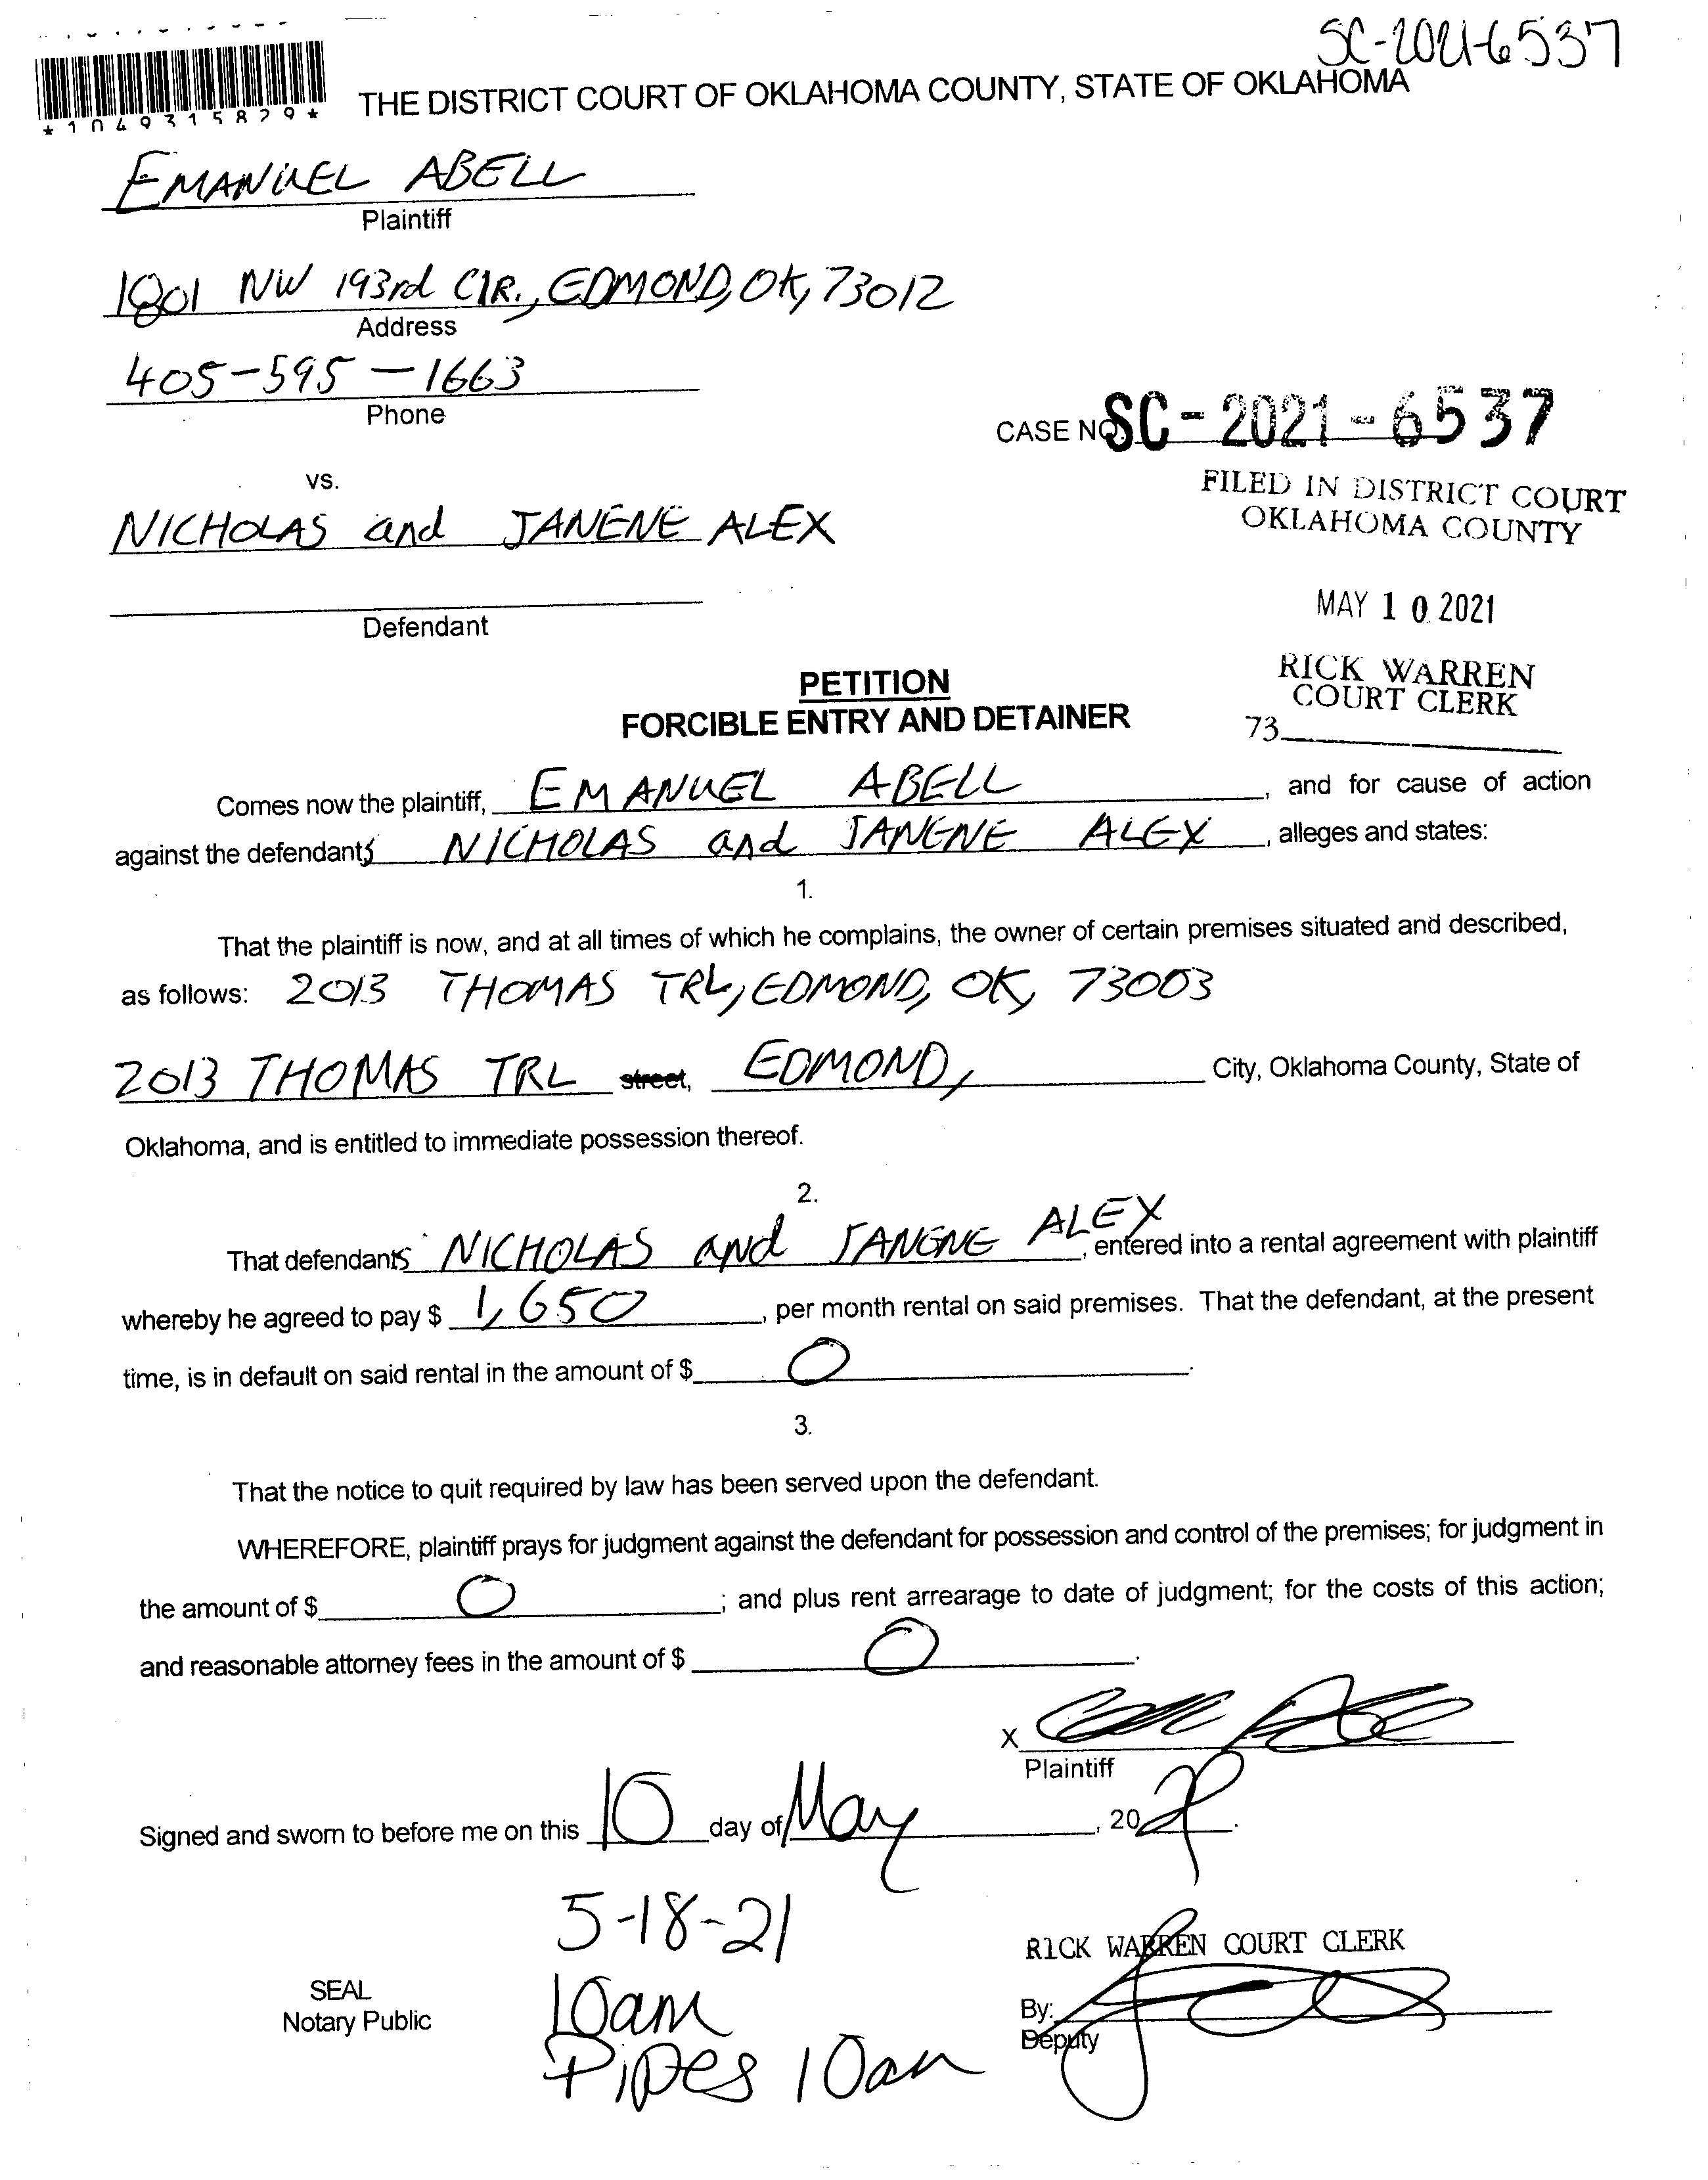 SC-2021-6537
*1049315829*
THE DISTRICT COURT OF OKLAHOMA COUNTY, STATE OF OKLAHOMA
EMANUEL ABELL
Plaintiff
1801 NW 193rd CIR., EDMOND, OK, 73012
Address
405-595-1663
Phone
CASE NO. SC-2021-6537
vs.
FILED IN DISTRICT COURT
OKLAHOMA COUNTY
NICHOLAS and JANENE ALEX
MAY 10 2021
Defendant
RICK WARREN
COURT CLERK
73
PETITION
FORCIBLE ENTRY AND DETAINER
Comes now the plaintiff, EMANUEL ABELL, and for cause of action
against the defendants NICHOLAS and JANENE ALEX, alleges and states:
1.
That the plaintiff is now, and at all times of which he complains, the owner of certain premises situated and described,
as follows: 2013 THOMAS TRL, EDMOND, OK, 73003
2013 THOMAS TRL street, EDMOND, City, Oklahoma County, State of
Oklahoma, and is entitled to immediate possession thereof.
2.
That defendants NICHOLAS and JANENE ALEX, entered into a rental agreement with plaintiff
whereby he agreed to pay $ 1,650, per month rental on said premises. That the defendant, at the present
time, is in default on said rental in the amount of $ 0.
3.
That the notice to quit required by law has been served upon the defendant.
WHEREFORE, plaintiff prays for judgment against the defendant for possession and control of the premises; for judgment in
the amount of $ 0; and plus rent arrearage to date of judgment; for the costs of this action;
and reasonable attorney fees in the amount of $ 0.
X
Plaintiff
Signed and sworn to before me on this 10 day of May, 2021.
5-18-21
10am
Pipes 10am
SEAL
Notary Public
RICK WARREN COURT CLERK
By:
Deputy